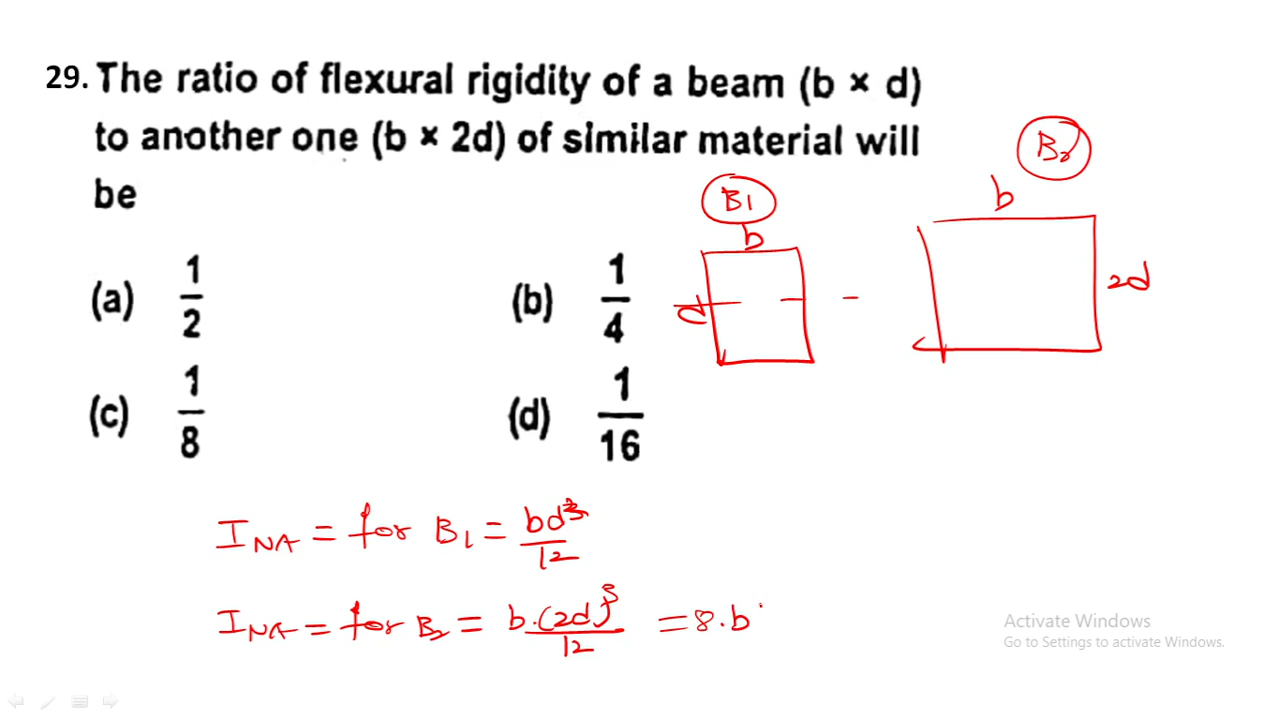 29. The ratio of flexural rigidity of a beam (b × d)
to another one (b × 2d) of similar material will
be
(a) 1/2
(b) 1/4
(c) 1/8
(d) 1/16
B1
b
d
B2
b
2d
I_NA = for B1 = bd³/12
I_NA = for B2 = b.(2d)³/12 = 8.b
Activate Windows
Go to Settings to activate Windows.